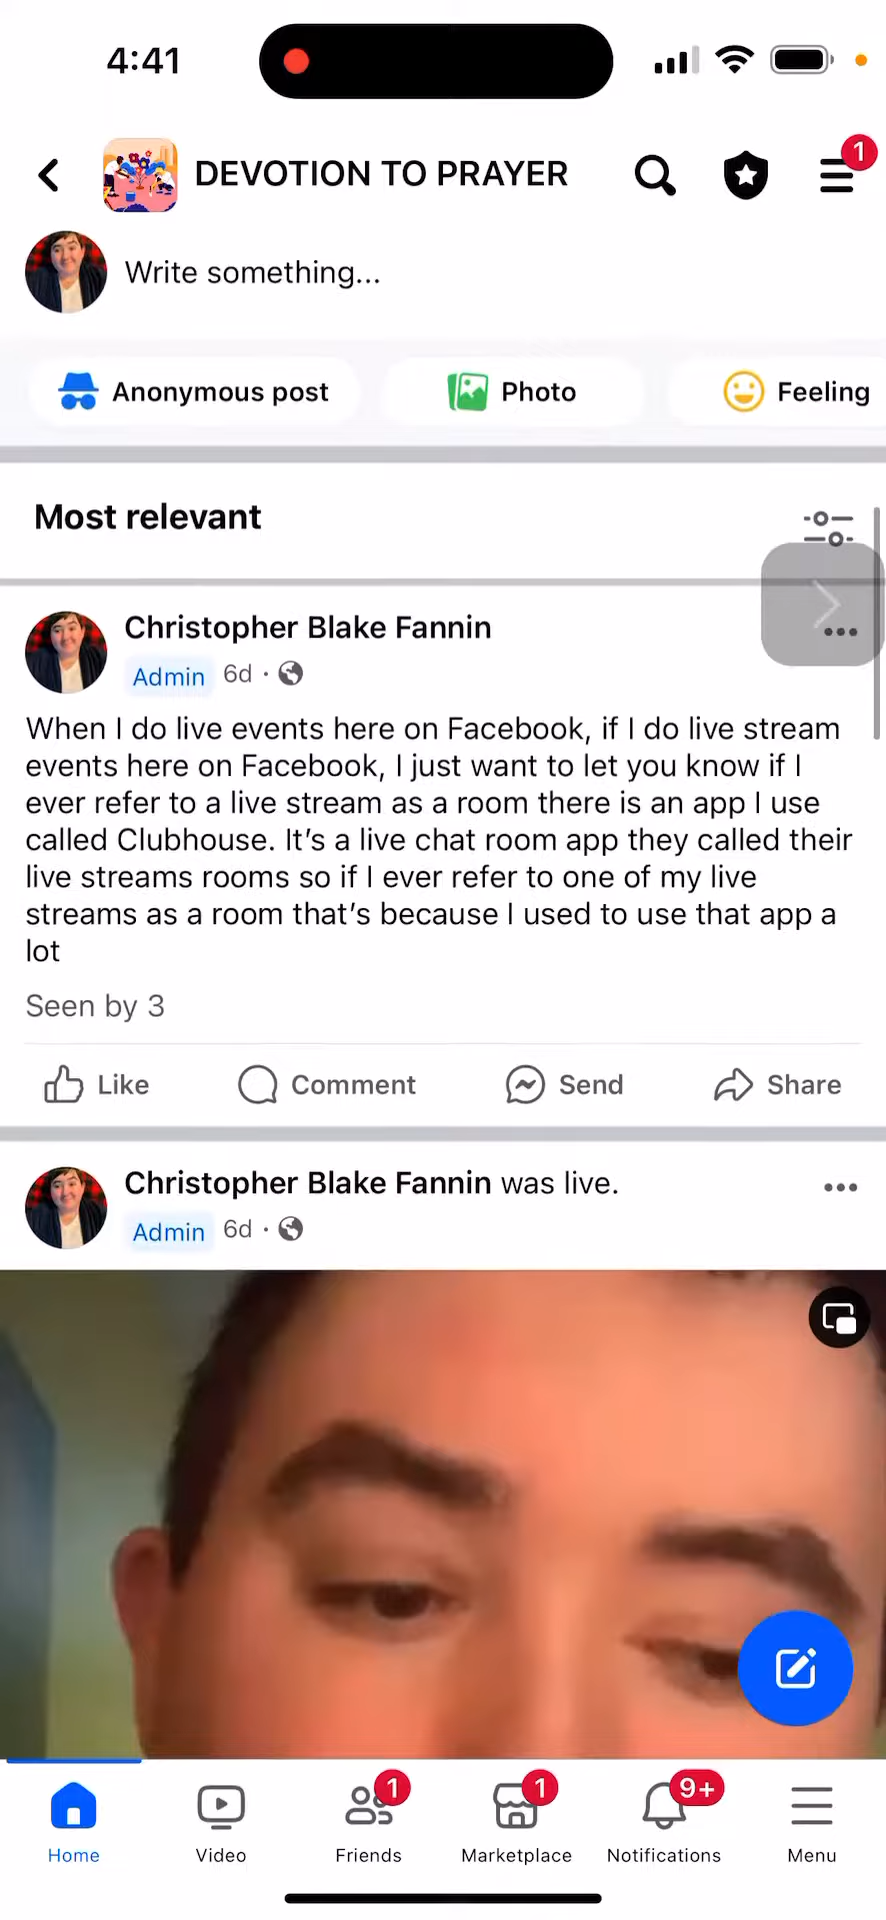 4:41
DEVOTION TO PRAYER
1
Write something...
Anonymous post
Photo
Feeling
Most relevant
Christopher Blake Fannin
Admin 6d ·
When I do live events here on Facebook, if I do live stream
events here on Facebook, I just want to let you know if I
ever refer to a live stream as a room there is an app I use
called Clubhouse. It’s a live chat room app they called their
live streams rooms so if I ever refer to one of my live
streams as a room that’s because I used to use that app a
lot
Seen by 3
Like
Comment
Send
Share
Christopher Blake Fannin was live.
Admin 6d ·
1
1
9+
Home
Video
Friends
Marketplace
Notifications
Menu